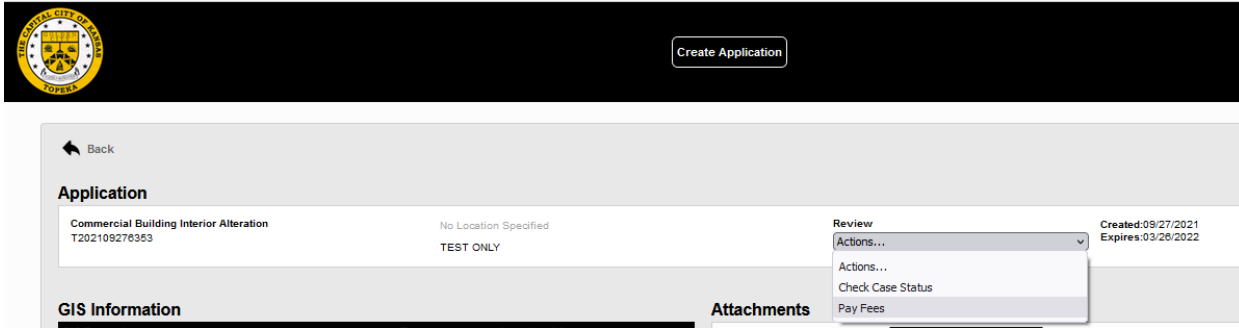 THE CAPITAL CITY OF KANSAS
TOPEKA
Create Application
Back
Application
Commercial Building Interior Alteration
T202109276353
No Location Specified
TEST ONLY
Review
Actions...
Created:09/27/2021
Expires:03/26/2022
Actions...
Check Case Status
Pay Fees
GIS Information
Attachments